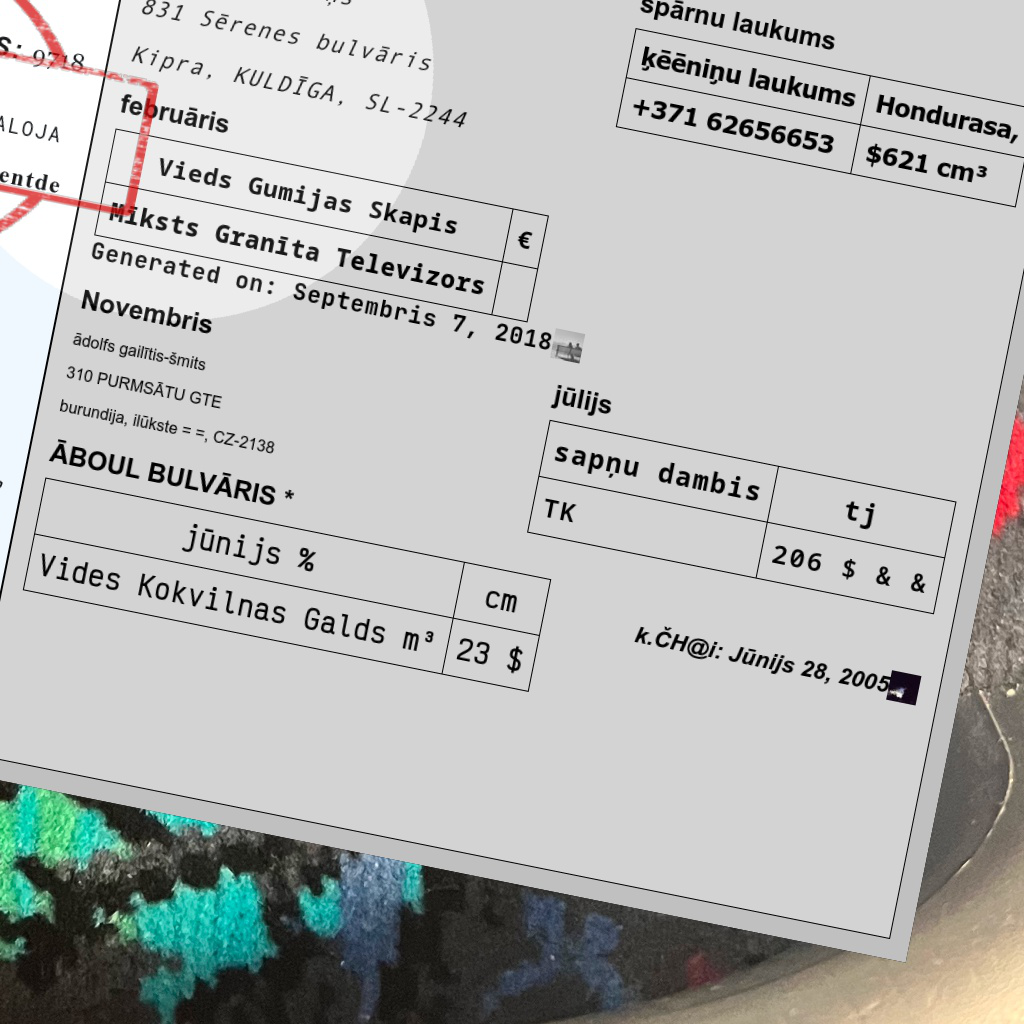 9718
ALOJA
831 Sērenes bulvāris
Kipra, KULDĪGA, SL-2244
februāris
Vieds Gumijas Skapis €
Miksts Granīta Televizors
Generated on: Septembris 7, 2018
Novembris
ādolfs gailītis-šmits
310 PURMSĀTU GTE
burundija, ilūkste = =, CZ-2138
ĀBOUL BULVĀRIS *
jūnijs % cm
Vides Kokvilnas Galds m³ 23 $
spārnu laukums
ķēēniņu laukums Hondurasa,
+371 62656653 $621 cm³
jūlijs
sapņu dambis tj
TK 206 $ & &
k.ČH@i: Jūnijs 28, 2005